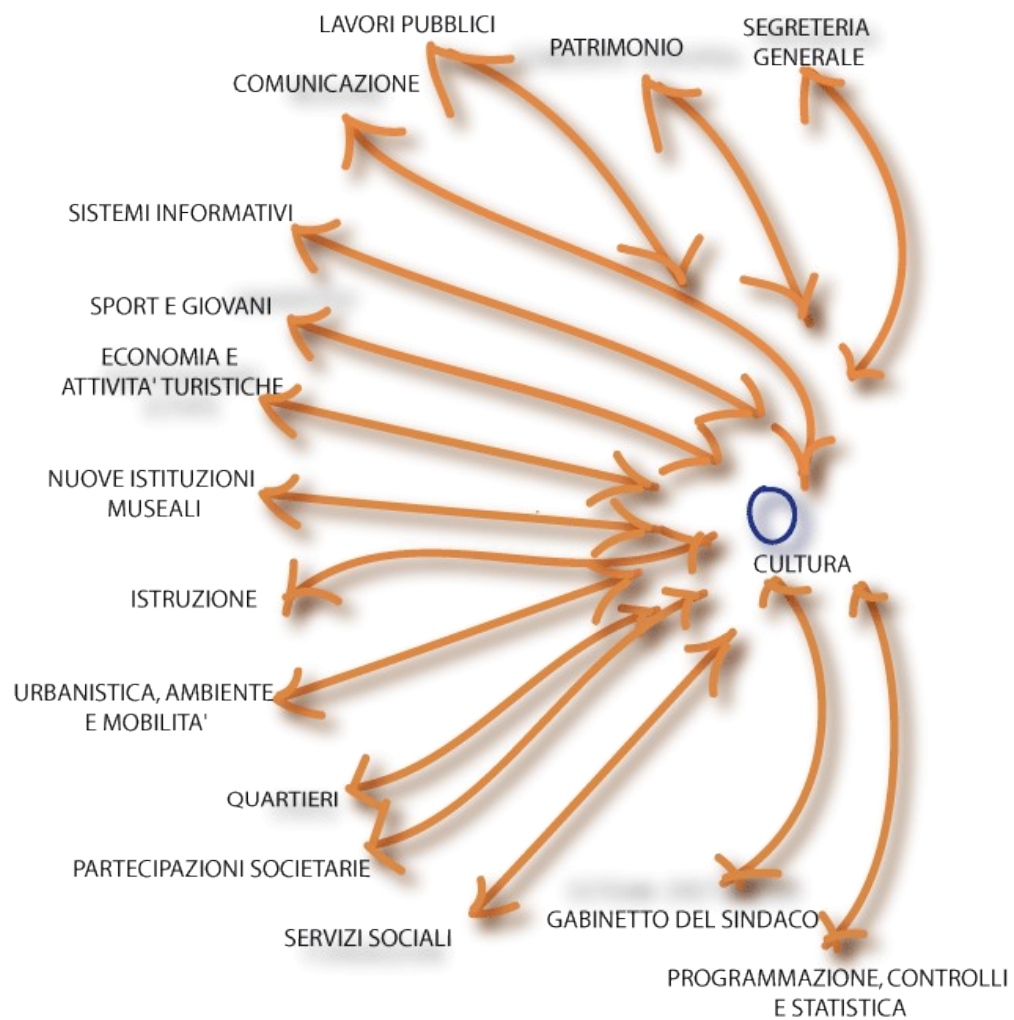 LAVORI PUBBLICI
PATRIMONIO
SEGRETERIA
GENERALE
COMUNICAZIONE
SISTEMI INFORMATIVI
SPORT E GIOVANI
ECONOMIA E
ATTIVITA' TURISTICHE
NUOVE ISTITUZIONI
MUSEALI
CULTURA
ISTRUZIONE
URBANISTICA, AMBIENTE
E MOBILITA'
QUARTIERI
PARTECIPAZIONI SOCIETARIE
SERVIZI SOCIALI
GABINETTO DEL SINDACO
PROGRAMMAZIONE, CONTROLLI
E STATISTICA